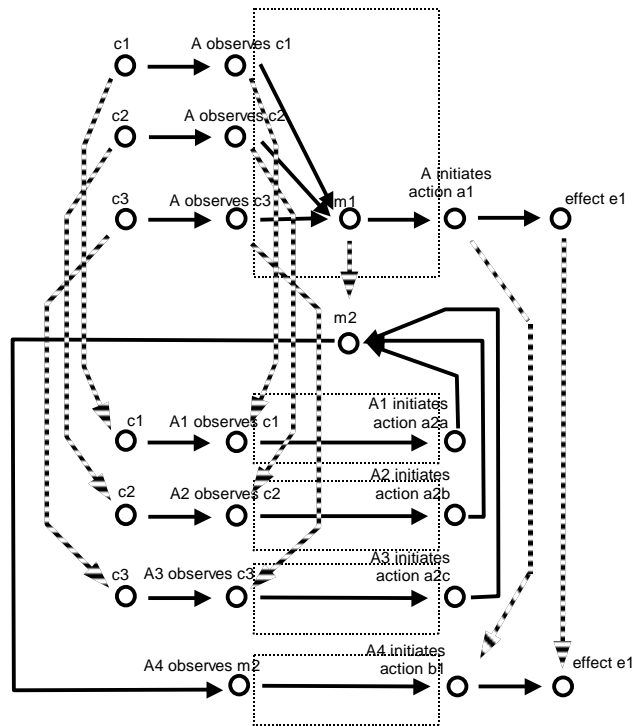 c1
A observes c1
c2
A observes c2
c3
A observes c3
m1
A initiates
action a1
effect e1
m2
c1
A1 observes c1
A1 initiates
action a2a
c2
A2 observes c2
A2 initiates
action a2b
c3
A3 observes c3
A3 initiates
action a2c
A4 observes m2
A4 initiates
action b1
effect e1